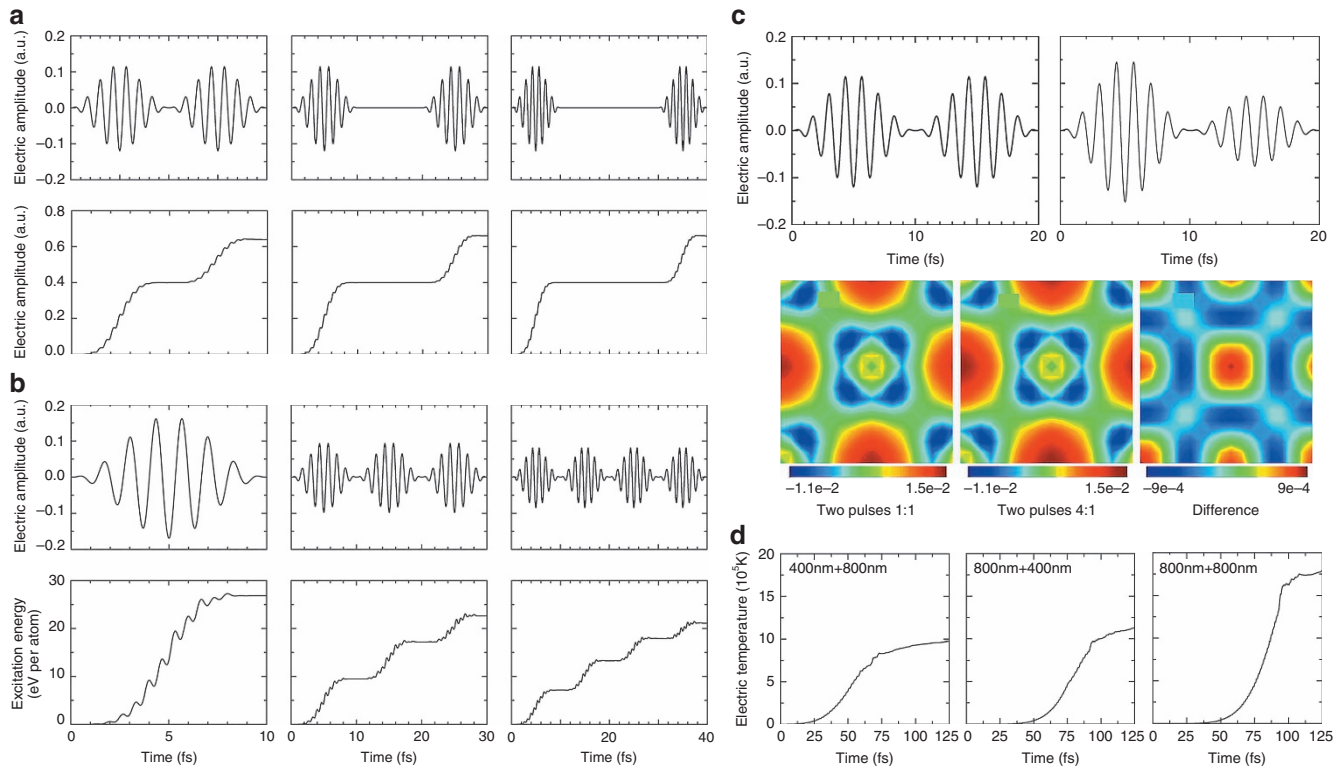 a
Electric amplitude (a.u.)
0.2
0.1
0.0
−0.1
−0.2
Electric amplitude (a.u.)
0.8
0.6
0.4
0.2
0.0
b
Electric amplitude (a.u.)
0.2
0.1
0.0
−0.1
−0.2
Excitation energy
(eV per atom)
30
20
10
0
0 5 10
0 10 20 30
0 10 20 30 40
Time (fs) Time (fs) Time (fs)
c
Electric amplitude (a.u.)
0.2
0.1
0.0
−0.1
−0.2
0 10 20
0 10 20
Time (fs) Time (fs)
−1.1e−2 1.5e−2
−1.1e−2 1.5e−2
−9e−4 9e−4
Two pulses 1:1 Two pulses 4:1 Difference
d
Electric temperature (10⁵K)
20
15
10
5
0
400nm+800nm
800nm+400nm
800nm+800nm
0 25 50 75 100 125
0 25 50 75 100 125
0 25 50 75 100 125
Time (fs) Time (fs) Time (fs)